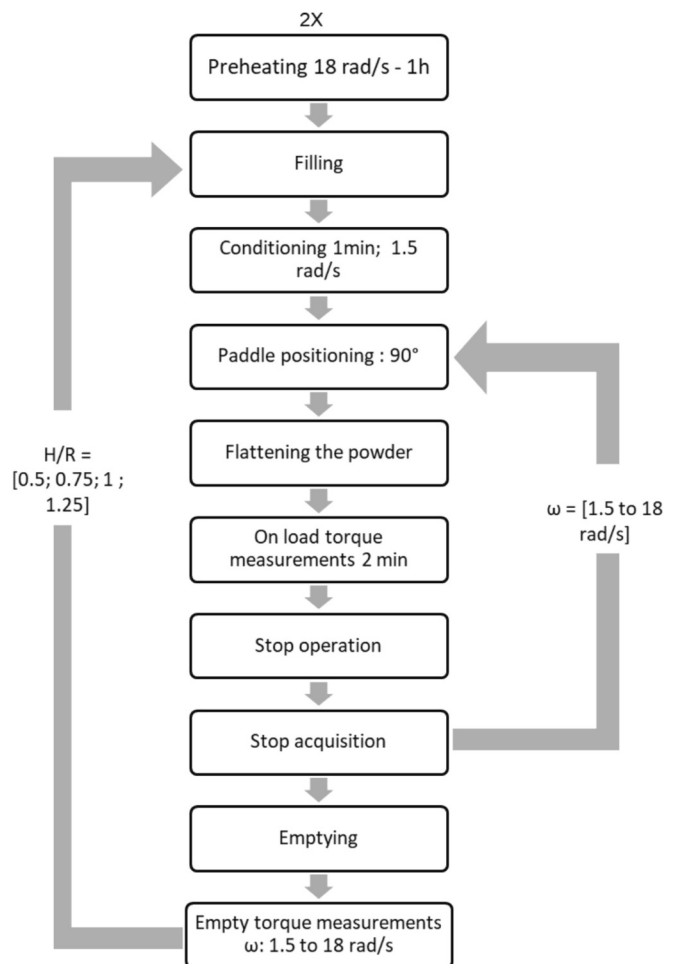 2X
Preheating 18 rad/s - 1h
Filling
Conditioning 1min; 1.5
rad/s
Paddle positioning : 90°
Flattening the powder
H/R =
[0.5; 0.75; 1 ;
1.25]
ω = [1.5 to 18
rad/s]
On load torque
measurements 2 min
Stop operation
Stop acquisition
Emptying
Empty torque measurements
ω: 1.5 to 18 rad/s